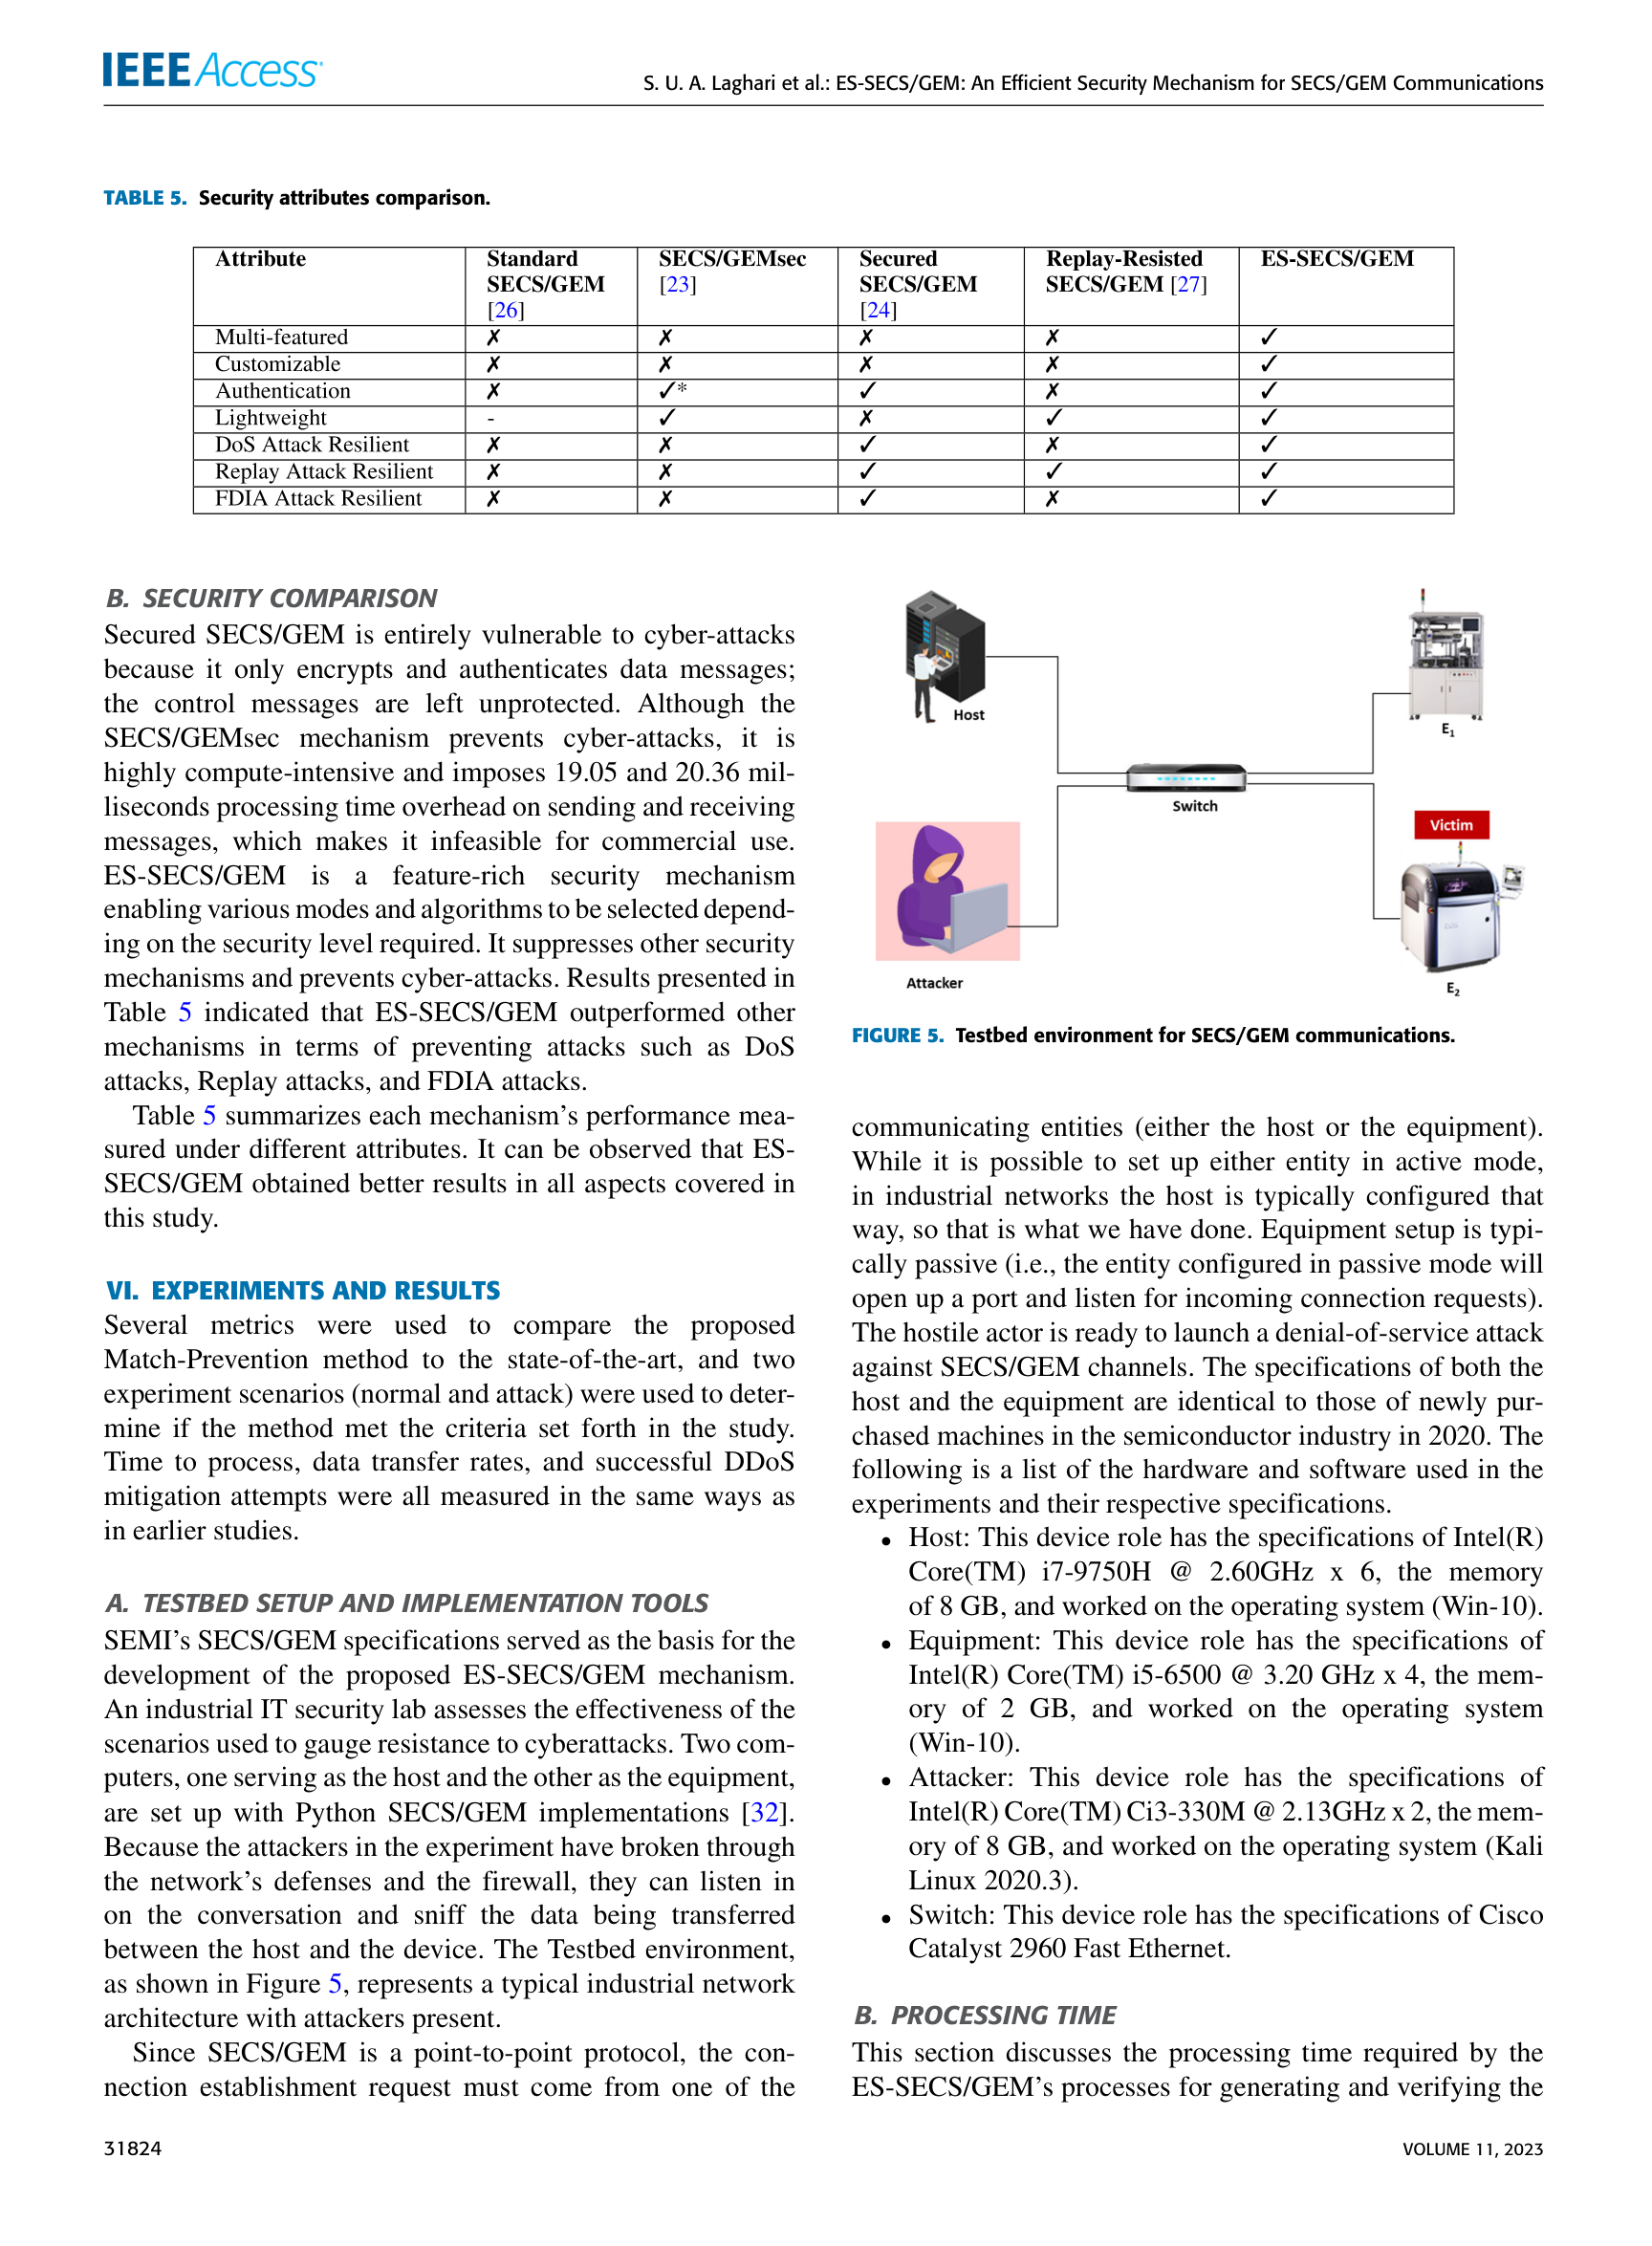 IEEE Access
S. U. A. Laghari et al.: ES-SECS/GEM: An Efficient Security Mechanism for SECS/GEM Communications
TABLE 5. Security attributes comparison.
Attribute | Standard SECS/GEM [26] | SECS/GEMsec [23] | Secured SECS/GEM [24] | Replay-Resisted SECS/GEM [27] | ES-SECS/GEM
Multi-featured ✗ ✗ ✗ ✗ ✓
Customizable ✗ ✗ ✗ ✗ ✓
Authentication ✗ ✓* ✓ ✗ ✓
Lightweight - ✓ ✗ ✓ ✓
DoS Attack Resilient ✗ ✗ ✓ ✗ ✓
Replay Attack Resilient ✗ ✗ ✓ ✓ ✓
FDIA Attack Resilient ✗ ✗ ✓ ✗ ✓
B. SECURITY COMPARISON
Secured SECS/GEM is entirely vulnerable to cyber-attacks
because it only encrypts and authenticates data messages;
the control messages are left unprotected. Although the
SECS/GEMsec mechanism prevents cyber-attacks, it is
highly compute-intensive and imposes 19.05 and 20.36 mil-
liseconds processing time overhead on sending and receiving
messages, which makes it infeasible for commercial use.
ES-SECS/GEM is a feature-rich security mechanism
enabling various modes and algorithms to be selected depend-
ing on the security level required. It suppresses other security
mechanisms and prevents cyber-attacks. Results presented in
Table 5 indicated that ES-SECS/GEM outperformed other
mechanisms in terms of preventing attacks such as DoS
attacks, Replay attacks, and FDIA attacks.
Table 5 summarizes each mechanism's performance mea-
sured under different attributes. It can be observed that ES-
SECS/GEM obtained better results in all aspects covered in
this study.
VI. EXPERIMENTS AND RESULTS
Several metrics were used to compare the proposed
Match-Prevention method to the state-of-the-art, and two
experiment scenarios (normal and attack) were used to deter-
mine if the method met the criteria set forth in the study.
Time to process, data transfer rates, and successful DDoS
mitigation attempts were all measured in the same ways as
in earlier studies.
A. TESTBED SETUP AND IMPLEMENTATION TOOLS
SEMI's SECS/GEM specifications served as the basis for the
development of the proposed ES-SECS/GEM mechanism.
An industrial IT security lab assesses the effectiveness of the
scenarios used to gauge resistance to cyberattacks. Two com-
puters, one serving as the host and the other as the equipment,
are set up with Python SECS/GEM implementations [32].
Because the attackers in the experiment have broken through
the network's defenses and the firewall, they can listen in
on the conversation and sniff the data being transferred
between the host and the device. The Testbed environment,
as shown in Figure 5, represents a typical industrial network
architecture with attackers present.
Since SECS/GEM is a point-to-point protocol, the con-
nection establishment request must come from one of the
Host
E1
Switch
Victim
Attacker
E2
FIGURE 5. Testbed environment for SECS/GEM communications.
communicating entities (either the host or the equipment).
While it is possible to set up either entity in active mode,
in industrial networks the host is typically configured that
way, so that is what we have done. Equipment setup is typi-
cally passive (i.e., the entity configured in passive mode will
open up a port and listen for incoming connection requests).
The hostile actor is ready to launch a denial-of-service attack
against SECS/GEM channels. The specifications of both the
host and the equipment are identical to those of newly pur-
chased machines in the semiconductor industry in 2020. The
following is a list of the hardware and software used in the
experiments and their respective specifications.
• Host: This device role has the specifications of Intel(R)
Core(TM) i7-9750H @ 2.60GHz x 6, the memory
of 8 GB, and worked on the operating system (Win-10).
• Equipment: This device role has the specifications of
Intel(R) Core(TM) i5-6500 @ 3.20 GHz x 4, the mem-
ory of 2 GB, and worked on the operating system
(Win-10).
• Attacker: This device role has the specifications of
Intel(R) Core(TM) Ci3-330M @ 2.13GHz x 2, the mem-
ory of 8 GB, and worked on the operating system (Kali
Linux 2020.3).
• Switch: This device role has the specifications of Cisco
Catalyst 2960 Fast Ethernet.
B. PROCESSING TIME
This section discusses the processing time required by the
ES-SECS/GEM's processes for generating and verifying the
31824
VOLUME 11, 2023